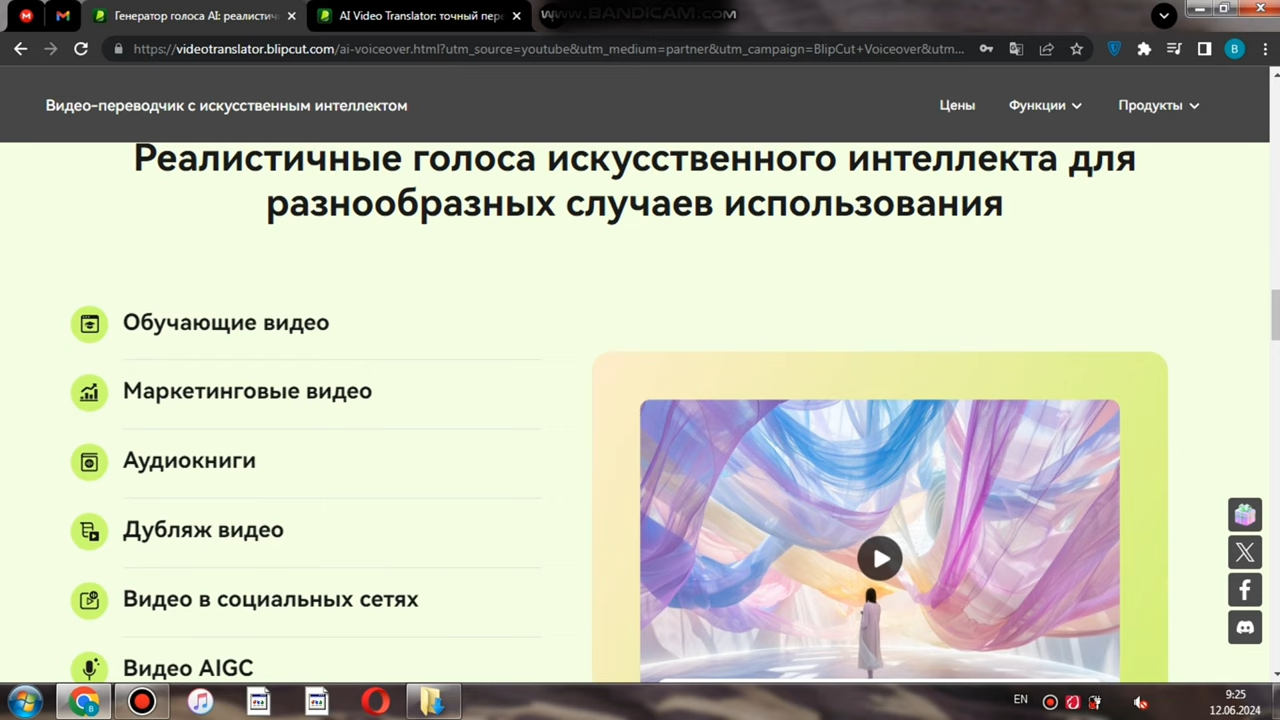 Генератор голоса AI: реалистич
AI Video Translator: точный пер
WWW.BANDICAM.COM
https://videotranslator.blipcut.com/ai-voiceover.html?utm_source=youtube&utm_medium=partner&utm_campaign=BlipCut+Voiceover&utm...
B
Видео-переводчик с искусственным интеллектом
Цены
Функции
Продукты
Реалистичные голоса искусственного интеллекта для
разнообразных случаев использования
Обучающие видео
Маркетинговые видео
Аудиокниги
Дубляж видео
Видео в социальных сетях
Видео AIGC
EN
9:25
12.06.2024